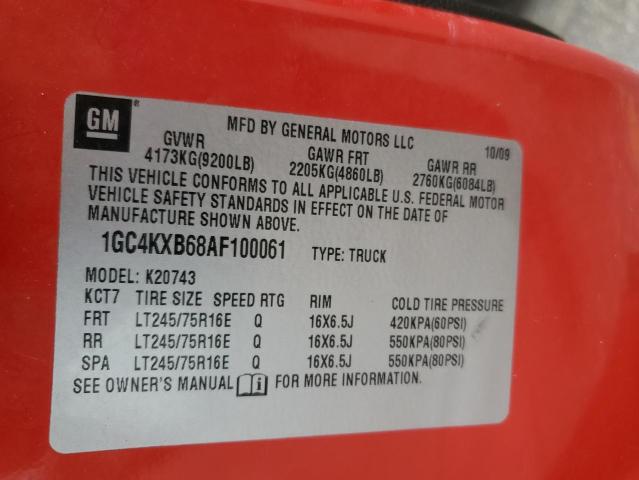 GM
®
MFD BY GENERAL MOTORS LLC 10/09
GVWR GAWR FRT GAWR RR
4173KG(9200LB) 2205KG(4860LB) 2760KG(6084LB)
THIS VEHICLE CONFORMS TO ALL APPLICABLE U.S. FEDERAL MOTOR
VEHICLE SAFETY STANDARDS IN EFFECT ON THE DATE OF
MANUFACTURE SHOWN ABOVE.
1GC4KXB68AF100061 TYPE: TRUCK
MODEL: K20743
KCT7 TIRE SIZE SPEED RTG RIM COLD TIRE PRESSURE
FRT LT245/75R16E Q 16X6.5J 420KPA(60PSI)
RR LT245/75R16E Q 16X6.5J 550KPA(80PSI)
SPA LT245/75R16E Q 16X6.5J 550KPA(80PSI)
SEE OWNER'S MANUAL i FOR MORE INFORMATION.